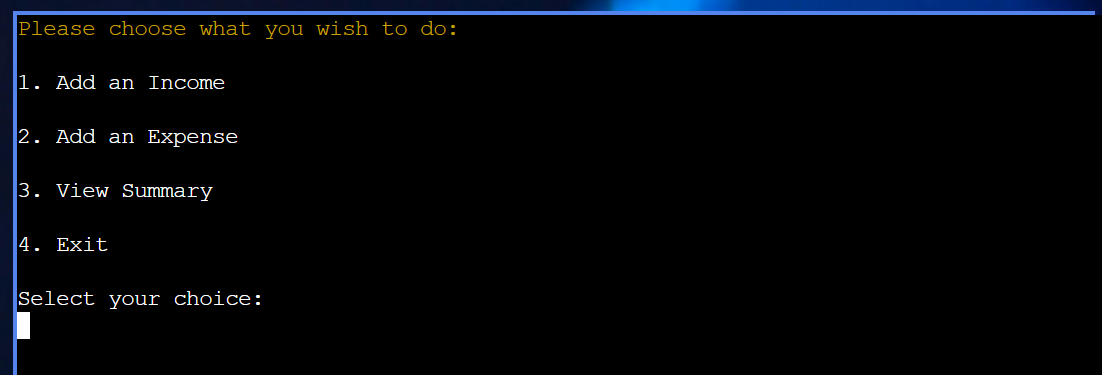 Please choose what you wish to do:
1. Add an Income
2. Add an Expense
3. View Summary
4. Exit
Select your choice: